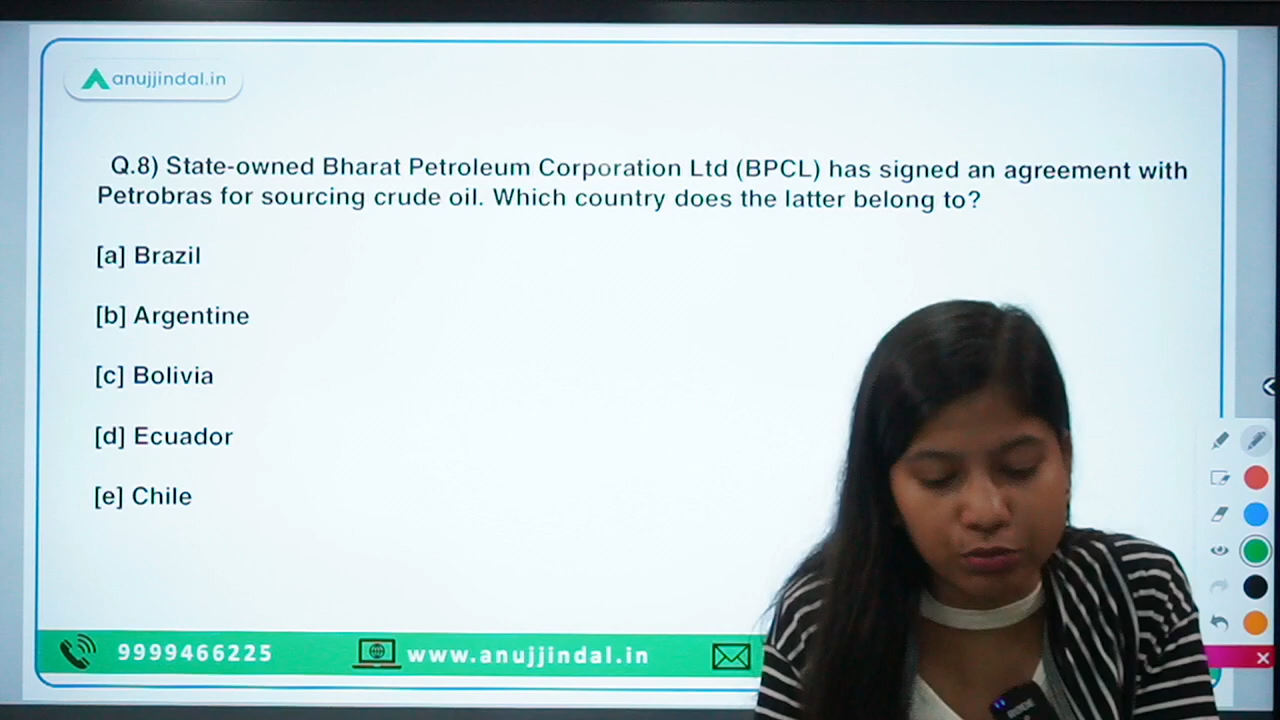 anujjindal.in
Q.8) State-owned Bharat Petroleum Corporation Ltd (BPCL) has signed an agreement with
Petrobras for sourcing crude oil. Which country does the latter belong to?
[a] Brazil
[b] Argentine
[c] Bolivia
[d] Ecuador
[e] Chile
9999466225 www.anujjindal.in